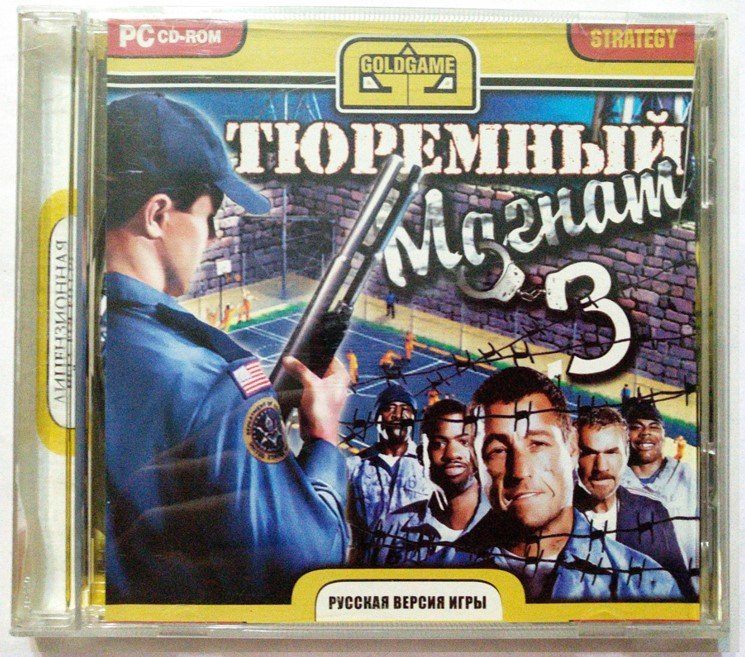 PC CD-ROM
STRATEGY
GOLDGAME
ТЮРЕМНЫЙ
Магнат
3
ЛИЦЕНЗИОННАЯ
РУССКАЯ ВЕРСИЯ ИГРЫ